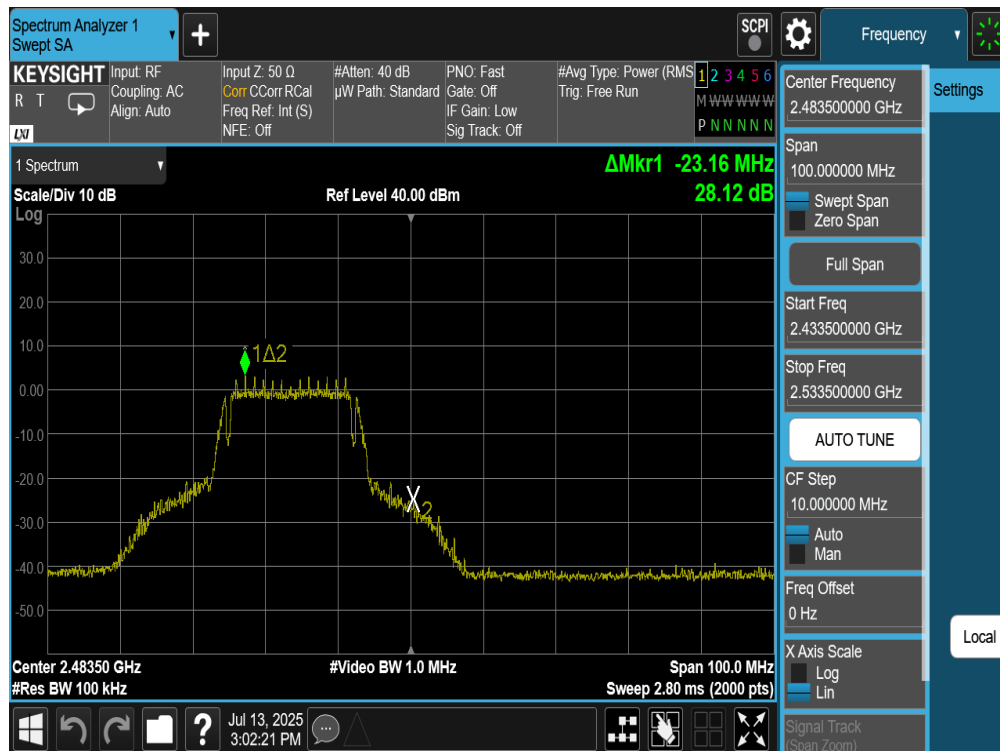 Spectrum Analyzer 1
Swept SA
+
SCPI
Frequency
KEYSIGHT
R T
LXI
Input: RF
Coupling: AC
Align: Auto
Input Z: 50 Ω
Corr CCorr RCal
Freq Ref: Int (S)
NFE: Off
#Atten: 40 dB
µW Path: Standard
PNO: Fast
Gate: Off
IF Gain: Low
Sig Track: Off
#Avg Type: Power (RMS
Trig: Free Run
1 2 3 4 5 6
M W W W W W
P N N N N N
1 Spectrum
Scale/Div 10 dB
Log
Ref Level 40.00 dBm
ΔMkr1 -23.16 MHz
28.12 dB
30.0
20.0
10.0
0.00
-10.0
-20.0
-30.0
-40.0
-50.0
1Δ2
X2
Center 2.48350 GHz
#Res BW 100 kHz
#Video BW 1.0 MHz
Span 100.0 MHz
Sweep 2.80 ms (2000 pts)
?
Jul 13, 2025
3:02:21 PM
Center Frequency
2.483500000 GHz
Span
100.000000 MHz
Swept Span
Zero Span
Full Span
Start Freq
2.433500000 GHz
Stop Freq
2.533500000 GHz
AUTO TUNE
CF Step
10.000000 MHz
Auto
Man
Freq Offset
0 Hz
X Axis Scale
Log
Lin
Signal Track
(Span Zoom)
Settings
Local